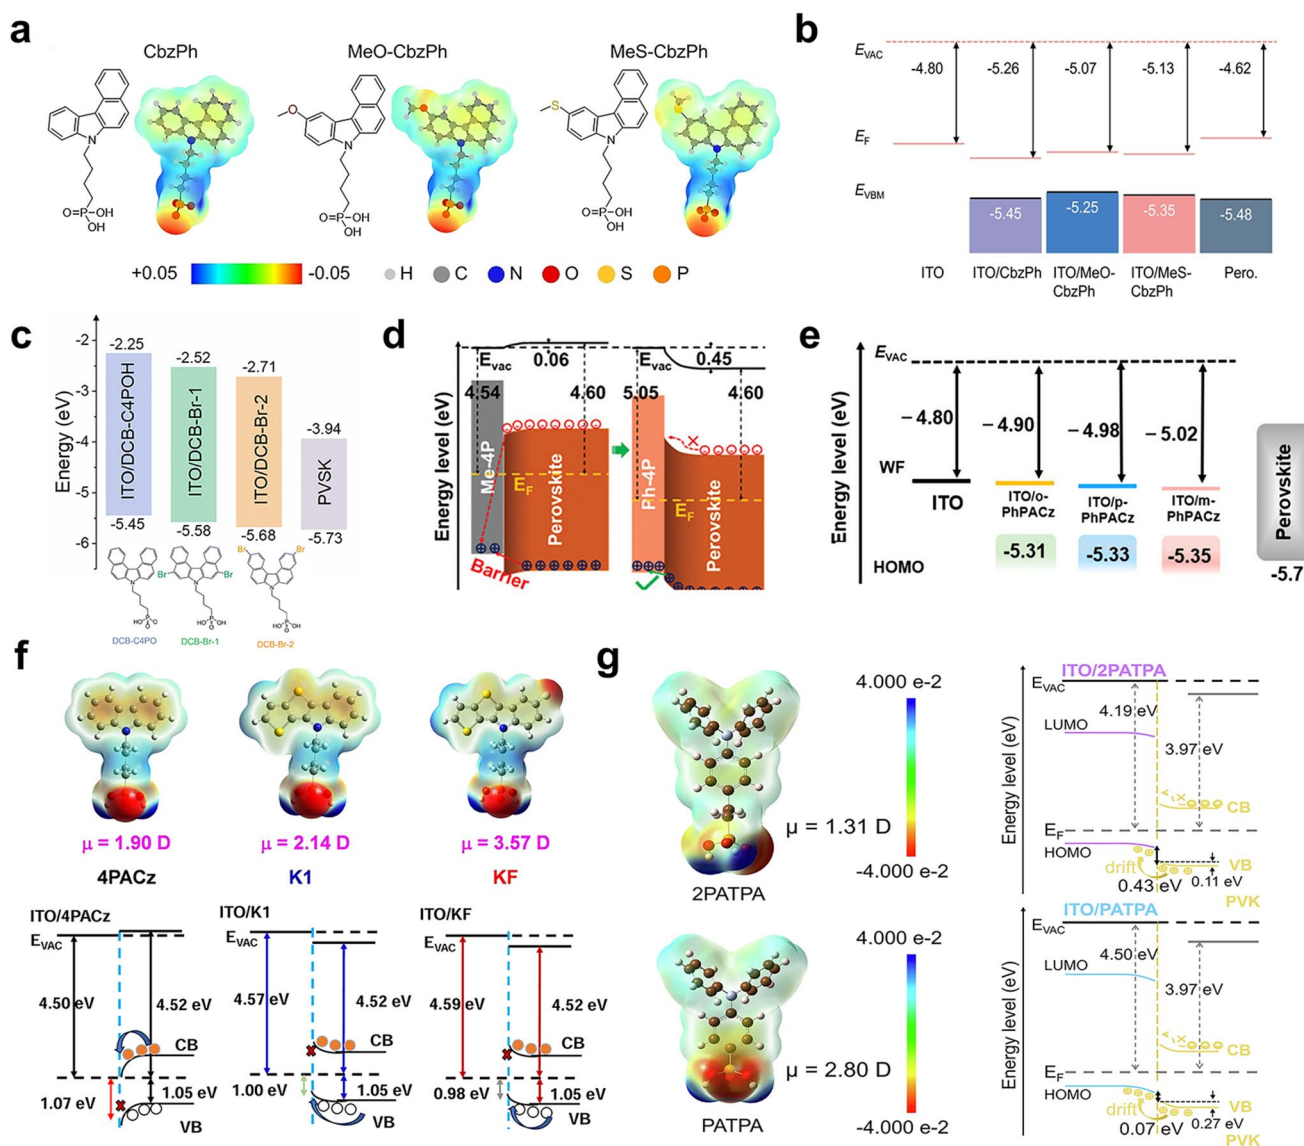 a
CbzPh
MeO-CbzPh
MeS-CbzPh
N
O=P-OH
OH
O
N
O=P-OH
OH
S
N
O=P-OH
OH
+0.05
-0.05
H
C
N
O
S
P
b
EVAC
-4.80
-5.26
-5.07
-5.13
-4.62
EF
EVBM
-5.45
-5.25
-5.35
-5.48
ITO
ITO/CbzPh
ITO/MeO-
CbzPh
ITO/MeS-
CbzPh
Pero.
c
Energy (eV)
-2
-3
-4
-5
-6
-2.25
-2.52
-2.71
-3.94
ITO/DCB-C4POH
ITO/DCB-Br-1
ITO/DCB-Br-2
PVSK
-5.45
-5.58
-5.68
-5.73
Br
Br
Br
Br
DCB-C4PO
DCB-Br-1
DCB-Br-2
d
Energy level (eV)
Evac
0.06
4.54
4.60
Me-4P
Perovskite
EF
Barrier
Evac
0.45
5.05
4.60
Ph-4P
Perovskite
EF
e
Energy level (eV)
EVAC
-4.80
-4.90
-4.98
-5.02
WF
ITO
ITO/o-
PhPACz
ITO/p-
PhPACz
ITO/m-
PhPACz
HOMO
-5.31
-5.33
-5.35
Perovskite
-5.7
f
μ = 1.90 D
μ = 2.14 D
μ = 3.57 D
4PACz
K1
KF
ITO/4PACz
EVAC
4.50 eV
4.52 eV
CB
1.07 eV
1.05 eV
VB
ITO/K1
EVAC
4.57 eV
4.52 eV
CB
1.00 eV
1.05 eV
VB
ITO/KF
EVAC
4.59 eV
4.52 eV
CB
0.98 eV
1.05 eV
VB
g
4.000 e-2
μ = 1.31 D
-4.000 e-2
2PATPA
4.000 e-2
μ = 2.80 D
-4.000 e-2
PATPA
Energy level (eV)
ITO/2PATPA
EVAC
4.19 eV
LUMO
3.97 eV
CB
EF
HOMO
drift
VB
0.43 eV
0.11 eV
PVK
Energy level (eV)
ITO/PATPA
EVAC
4.50 eV
LUMO
3.97 eV
CB
EF
HOMO
drift
VB
0.07 eV
0.27 eV
PVK